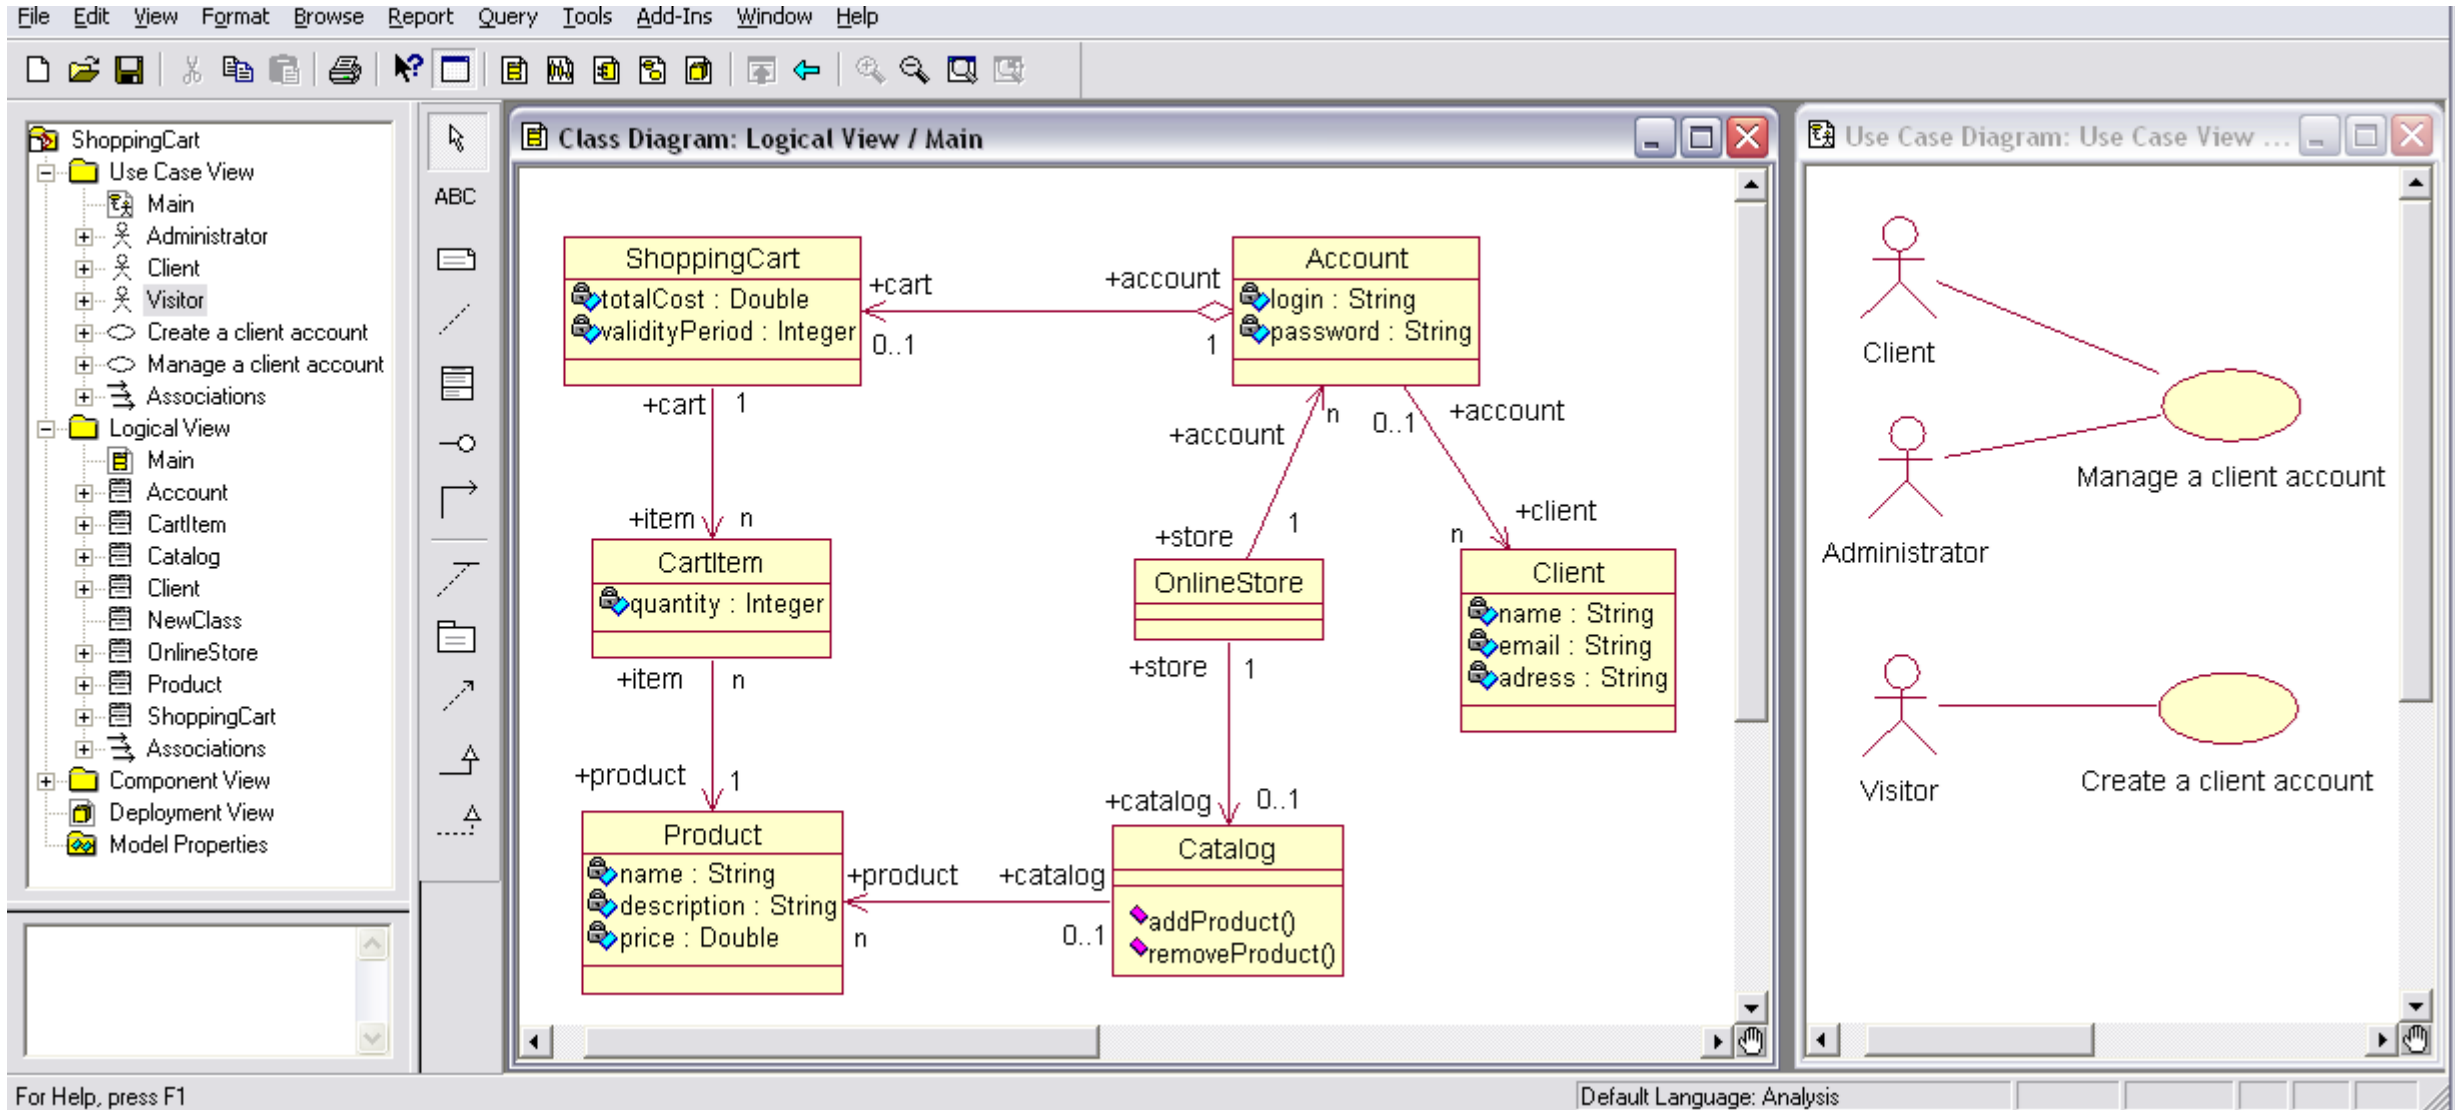 File Edit View Format Browse Report Query Tools Add-Ins Window Help
ShoppingCart
Use Case View
Main
Administrator
Client
Visitor
Create a client account
Manage a client account
Associations
Logical View
Main
Account
CartItem
Catalog
Client
NewClass
OnlineStore
Product
ShoppingCart
Associations
Component View
Deployment View
Model Properties
ABC
Class Diagram: Logical View / Main
ShoppingCart
totalCost : Double
validityPeriod : Integer
+cart
0..1
+account
1
Account
login : String
password : String
+cart 1
+item n
CartItem
quantity : Integer
+item n
+product 1
Product
name : String
description : String
price : Double
+account
n
+store
1
0..1
+account
+client
n
OnlineStore
Client
name : String
email : String
adress : String
+store 1
+catalog 0..1
Catalog
addProduct()
removeProduct()
+product
n
+catalog
0..1
Use Case Diagram: Use Case View ...
Client
Manage a client account
Administrator
Visitor
Create a client account
For Help, press F1
Default Language: Analysis